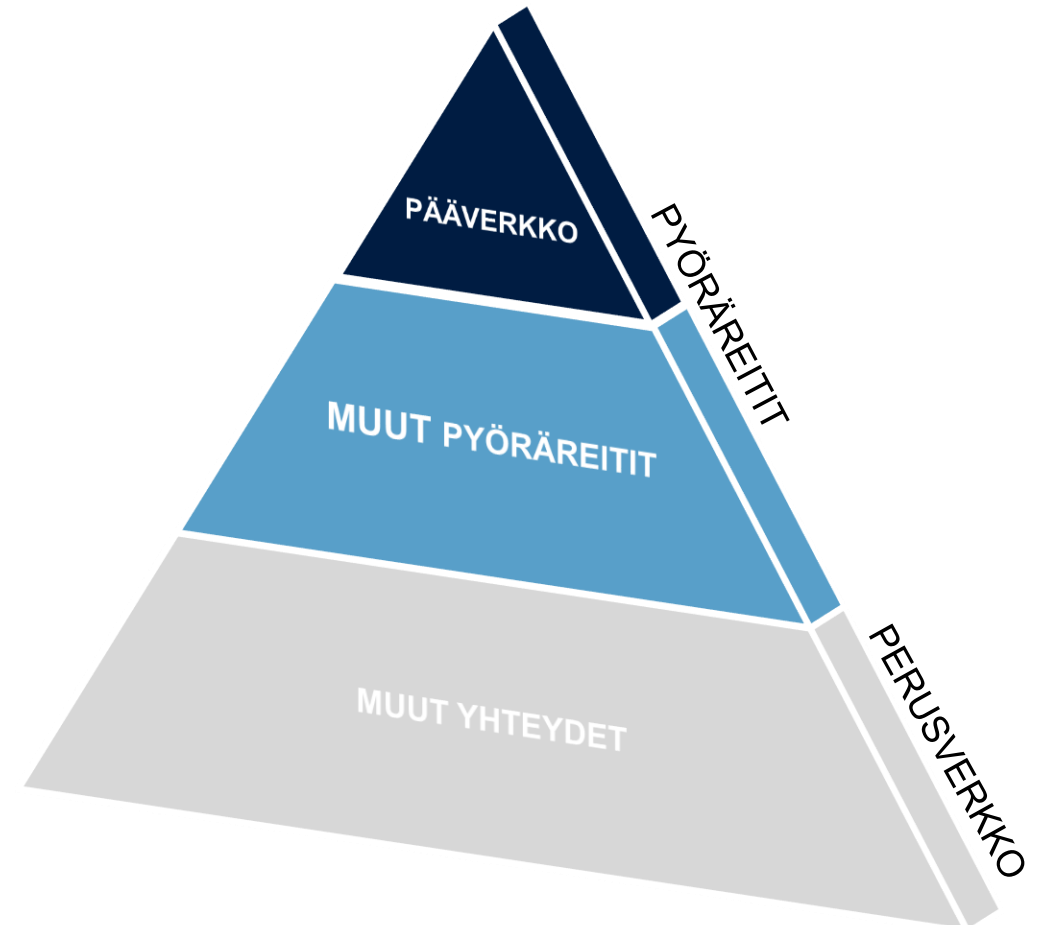 PÄÄVERKKO
PYÖRÄREITIT
MUUT PYÖRÄREITIT
MUUT YHTEYDET
PERUSVERKKO